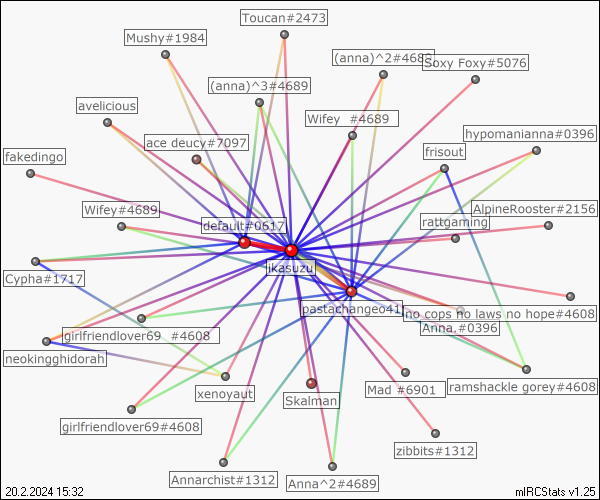 Toucan#2473
Mushy#1984
(anna)^2#4689
Soxy Foxy#5076
(anna)^3#4689
avelicious
Wifey  #4689
hypomanianna#0396
ace deucy#7097
frisout
fakedingo
Wifey#4689
AlpineRooster#2156
default#0617
rattgaming
ikasuzu
Cypha#1717
pastachangeo41
no cops no laws no hope#4608
Anna.#0396
girlfriendlover69  #4608
neokingghidorah
xenoyaut
Mad #6901
ramshackle gorey#4608
Skalman
girlfriendlover69#4608
zibbits#1312
Annarchist#1312
Anna^2#4689
20.2.2024 15:32
mIRCStats v1.25